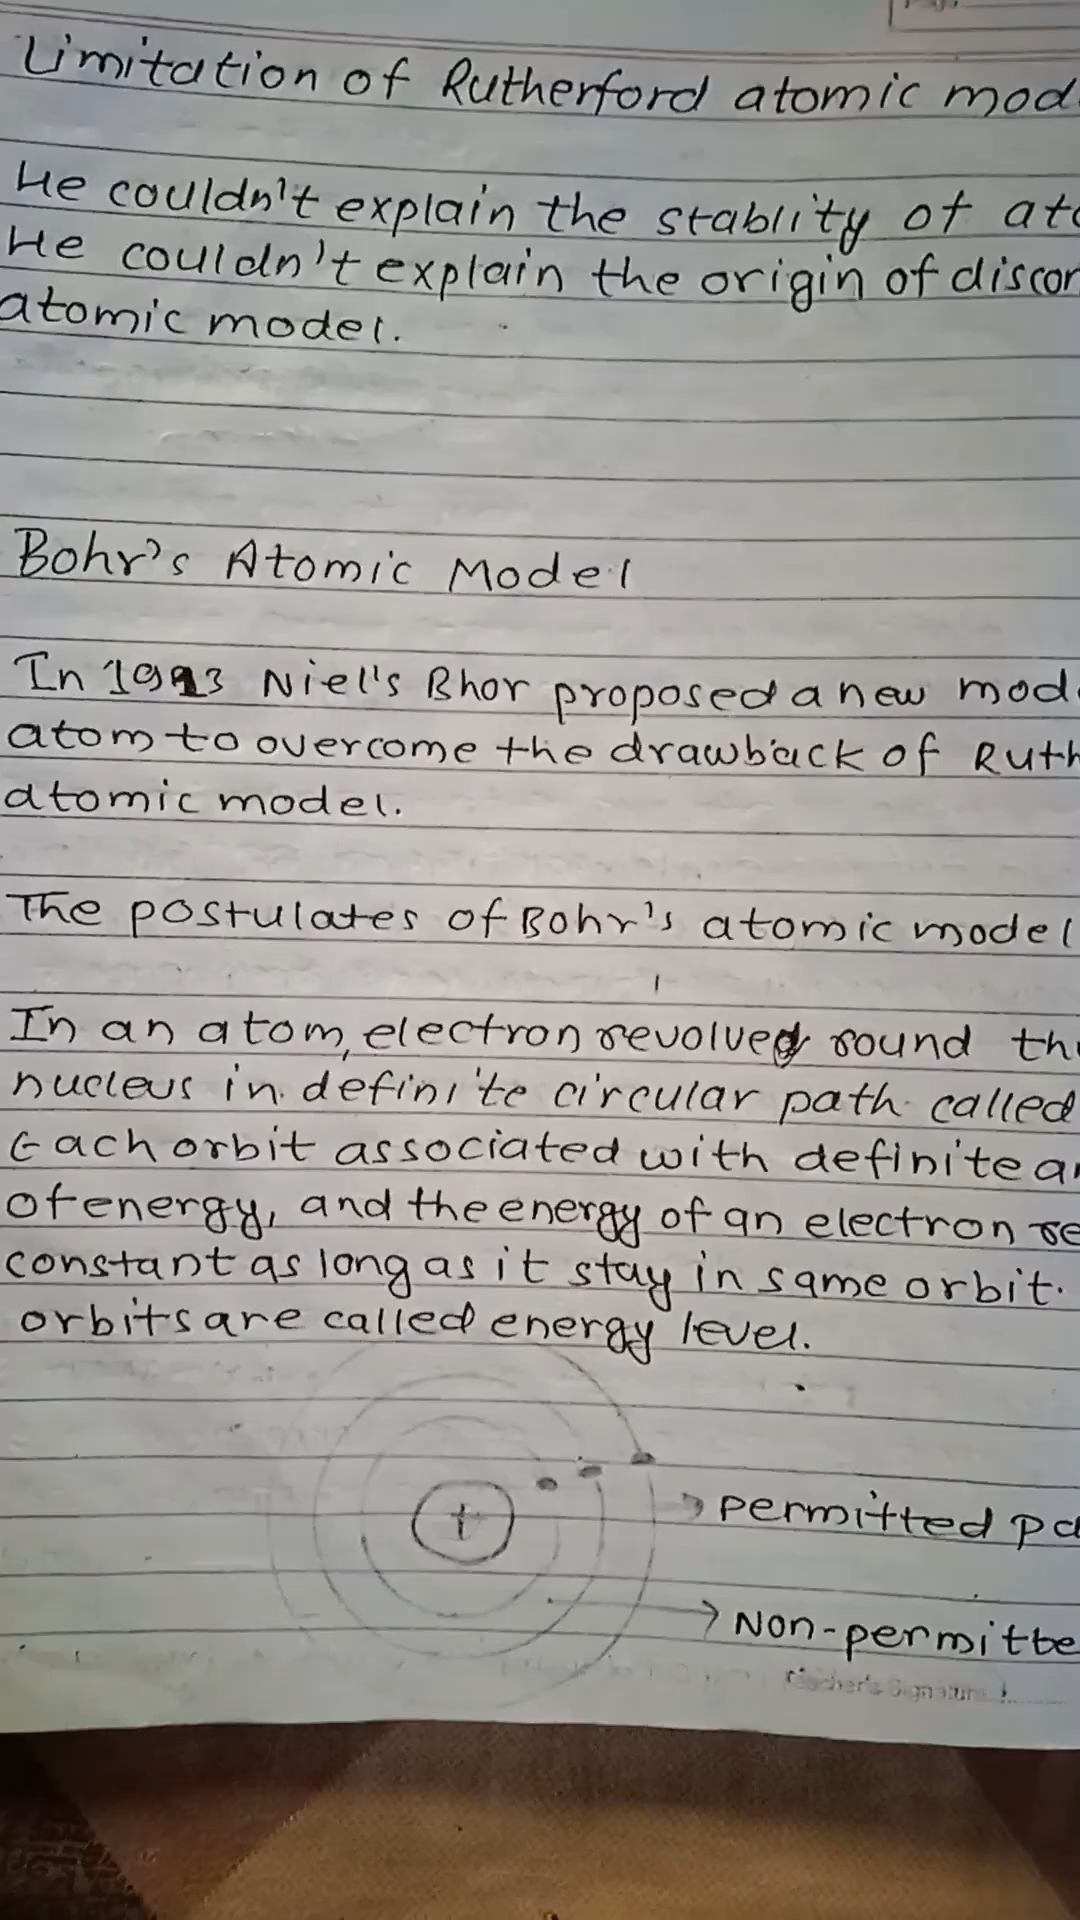 Limitation of Rutherford atomic mod
He couldn't explain the stablity of ato
He couldn't explain the origin of discon
atomic model.
Bohr's Atomic Model
In 1913 Niel's Bhor proposed a new mod
atom to overcome the drawback of Ruth
atomic model.
The postulates of Bohr's atomic model
In an atom, electron revolved round th
nucleus in definite circular path called
Each orbit associated with definite a
of energy, and the energy of an electron re
constant as long as it stay in same orbit.
orbits are called energy level.
+
permitted pa
Non-permitte
Teacher's Signature